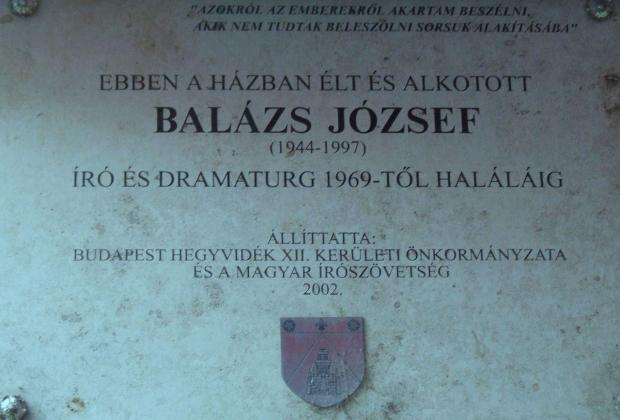 "AZOKRÓL AZ EMBEREKRŐL AKARTAM BESZÉLNI,
AKIK NEM TUDTAK BELESZÓLNI SORSUK ALAKÍTÁSÁBA"
EBBEN A HÁZBAN ÉLT ÉS ALKOTOTT
BALÁZS JÓZSEF
(1944-1997)
ÍRÓ ÉS DRAMATURG 1969-TŐL HALÁLÁIG
ÁLLÍTTATTA:
BUDAPEST HEGYVIDÉK XII. KERÜLETI ÖNKORMÁNYZATA
ÉS A MAGYAR ÍRÓSZÖVETSÉG
2002.